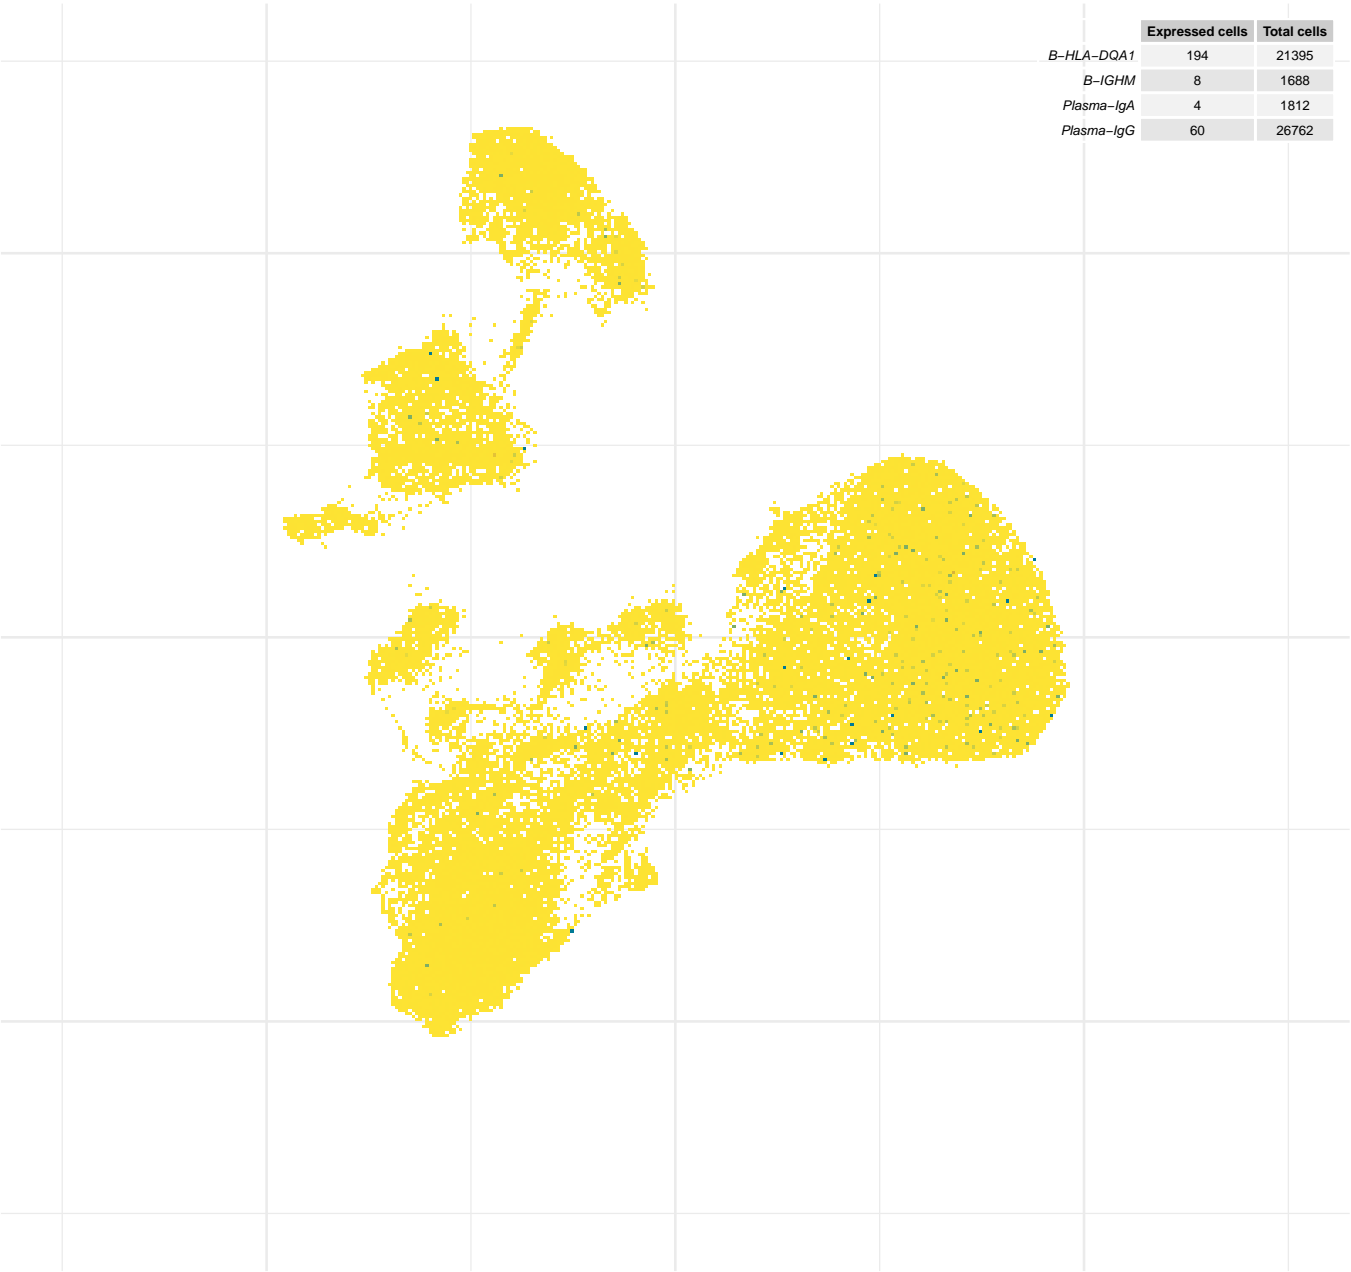 Expressed cells Total cells
B−HLA−DQA1 194 21395
B−IGHM 8 1688
Plasma−IgA 4 1812
Plasma−IgG 60 26762